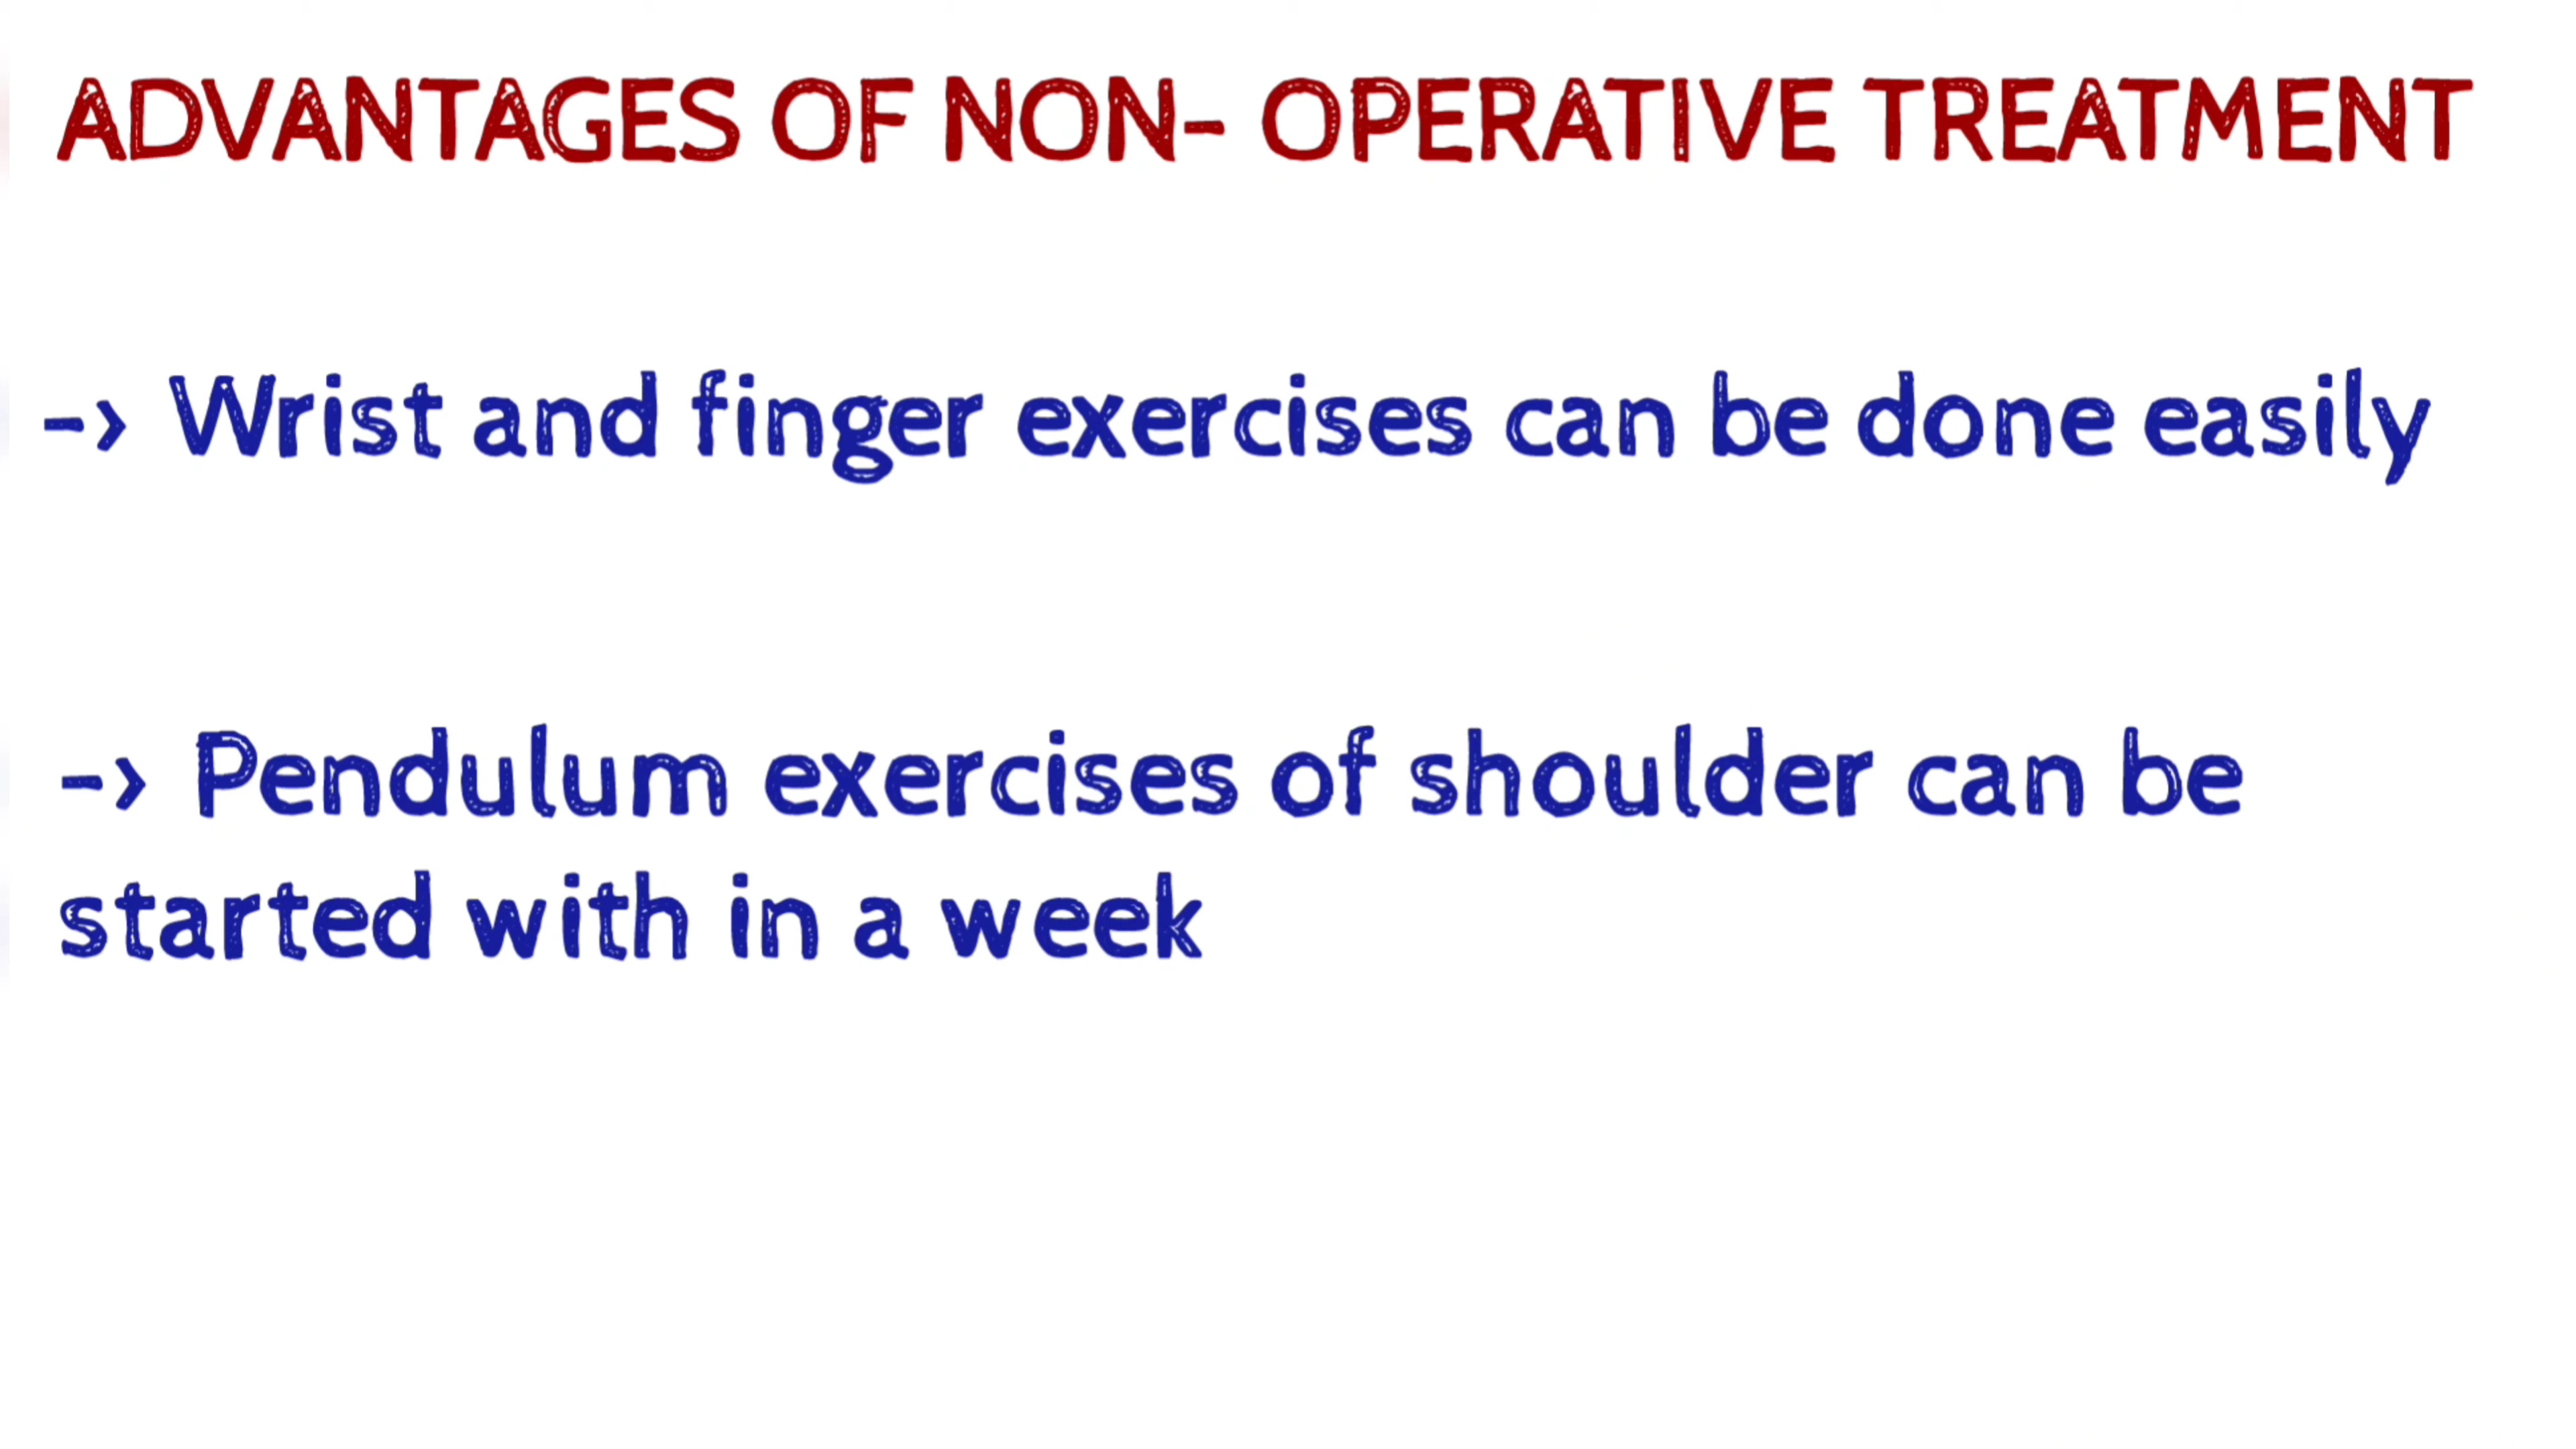 ADVANTAGES OF NON- OPERATIVE TREATMENT
-> Wrist and finger exercises can be done easily
-> Pendulum exercises of shoulder can be
started with in a week